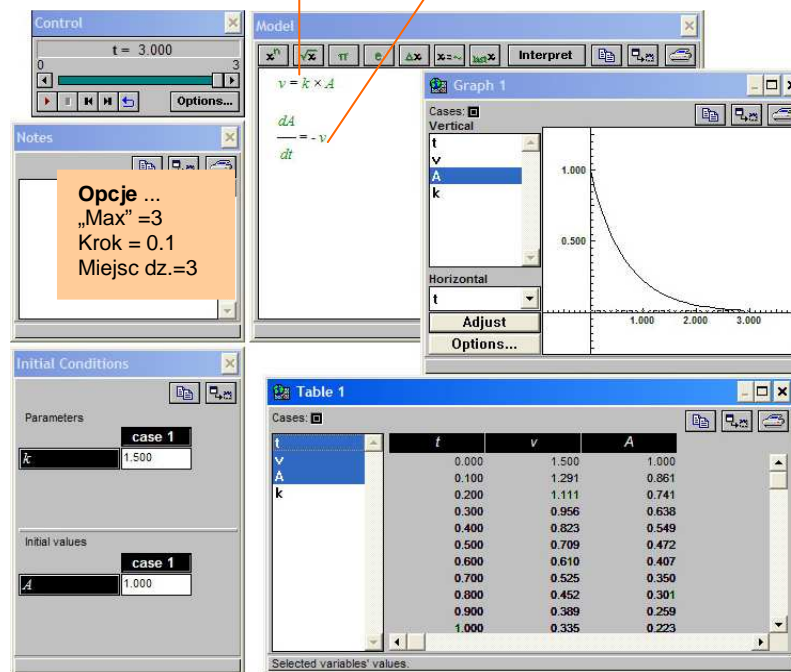 Control
t = 3.000
0 3
Options...
Notes
Opcje ...
„Max” =3
Krok = 0.1
Miejsc dz.=3
Model
xⁿ √x π e Δx x=~ last x Interpret
v = k × A
dA
dt
= - v
Graph 1
Cases:
Vertical
t
v
A
k
Horizontal
t
Adjust
Options...
1.000
0.500
1.000 2.000 3.000
Initial Conditions
Parameters
case 1
k 1.500
Initial values
case 1
A 1.000
Table 1
Cases:
t
v
A
k
t v A
0.000 1.500 1.000
0.100 1.291 0.861
0.200 1.111 0.741
0.300 0.956 0.638
0.400 0.823 0.549
0.500 0.709 0.472
0.600 0.610 0.407
0.700 0.525 0.350
0.800 0.452 0.301
0.900 0.389 0.259
1.000 0.335 0.223
Selected variables' values.